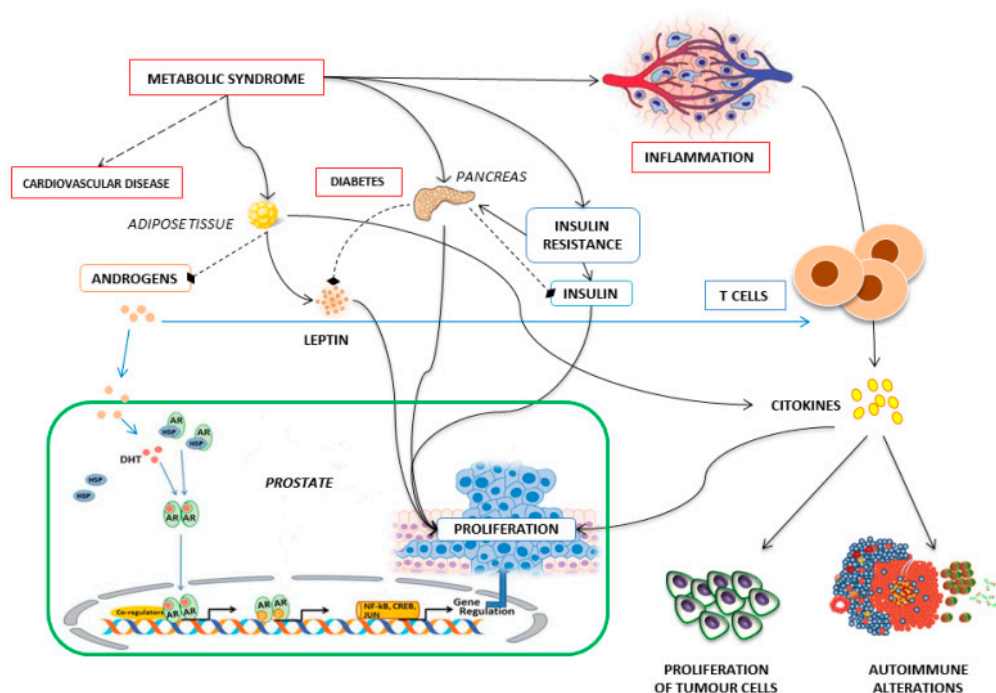 METABOLIC SYNDROME
CARDIOVASCULAR DISEASE
ADIPOSE TISSUE
DIABETES
PANCREAS
INFLAMMATION
INSULIN
RESISTANCE
ANDROGENS
INSULIN
T CELLS
LEPTIN
CITOKINES
AR
HSP
AR
HSP
DHT
HSP
HSP
PROSTATE
AR
AR
PROLIFERATION
Co-regulators
AR
AR
AR
AR
NF-kB, CREB,
JUN
Gene
Regulation
PROLIFERATION
OF TUMOUR CELLS
AUTOIMMUNE
ALTERATIONS